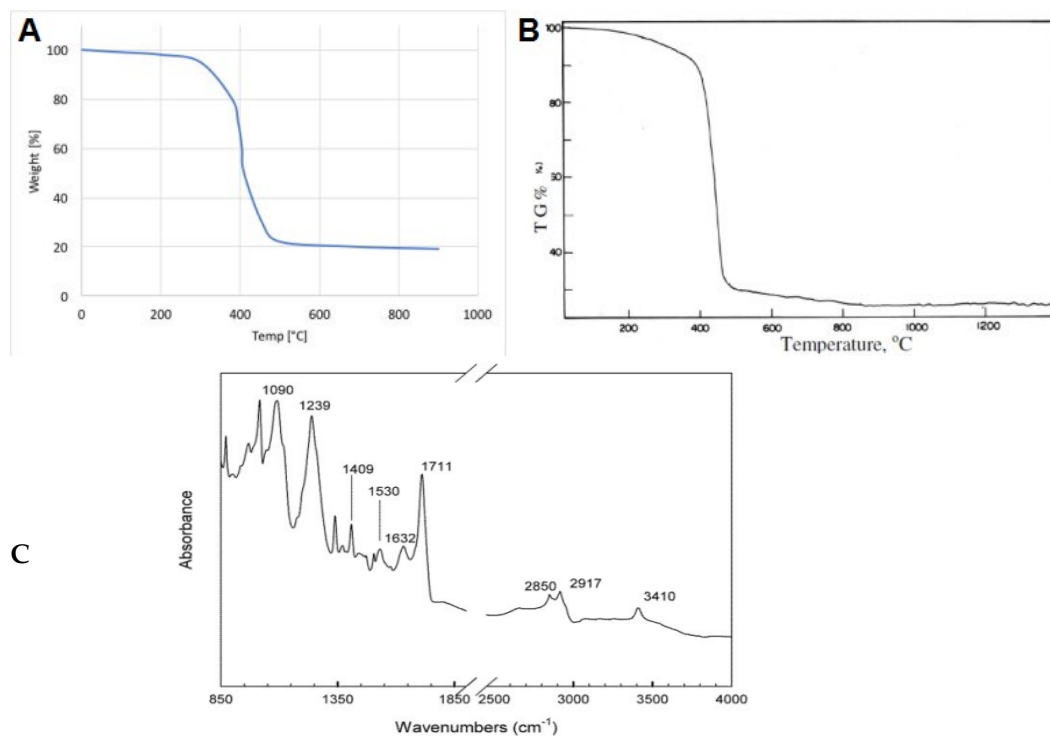 A
100
80
60
40
20
0
Weight [%]
0 200 400 600 800 1000
Temp [°C]
B
100
80
40
T G %
200 400 600 800 1000 1200
Temperature, °C
C
1090
1239
1409
1530
1632
1711
2850
2917
3410
Absorbance
850 1350 1850 2500 3000 3500 4000
Wavenumbers (cm⁻¹)